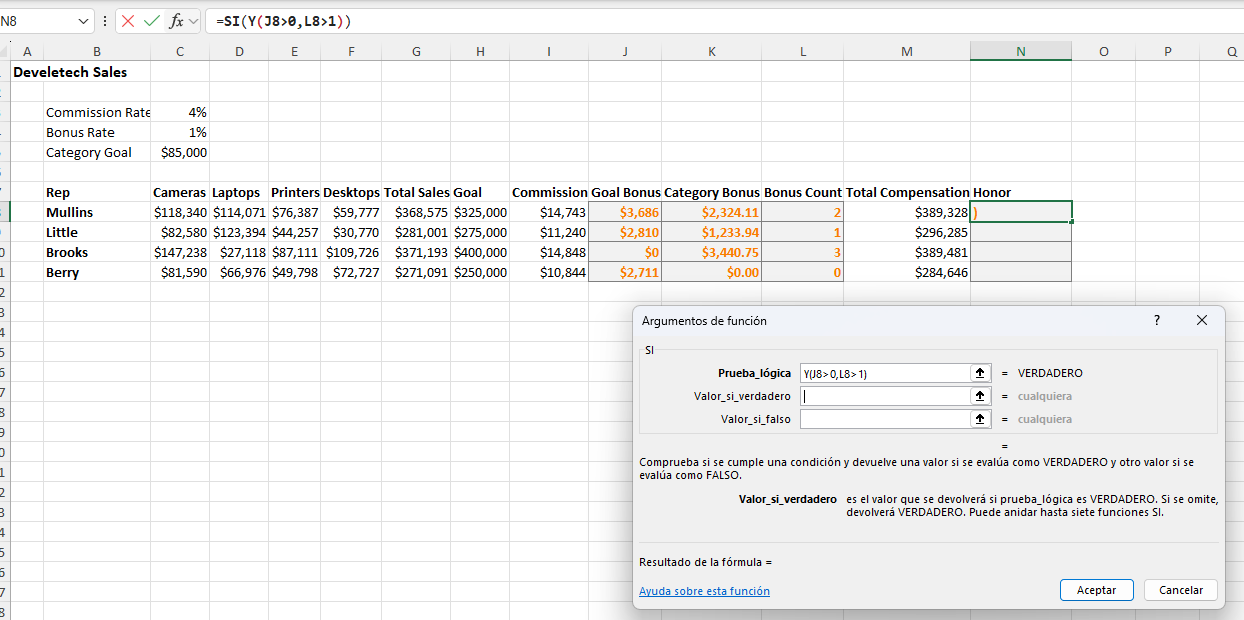 N8 fx =SI(Y(J8>0,L8>1))
A B C D E F G H I J K L M N O P Q
Develetech Sales
Commission Rate 4%
Bonus Rate 1%
Category Goal $85,000
Rep Cameras Laptops Printers Desktops Total Sales Goal Commission Goal Bonus Category Bonus Bonus Count Total Compensation Honor
Mullins $118,340 $114,071 $76,387 $59,777 $368,575 $325,000 $14,743 $3,686 $2,324.11 2 $389,328 )
Little $82,580 $123,394 $44,257 $30,770 $281,001 $275,000 $11,240 $2,810 $1,233.94 1 $296,285
Brooks $147,238 $27,118 $87,111 $109,726 $371,193 $400,000 $14,848 $0 $3,440.75 3 $389,481
Berry $81,590 $66,976 $49,798 $72,727 $271,091 $250,000 $10,844 $2,711 $0.00 0 $284,646
Argumentos de función ?
SI
Prueba_lógica Y(J8>0,L8>1) = VERDADERO
Valor_si_verdadero = cualquiera
Valor_si_falso = cualquiera
=
Comprueba si se cumple una condición y devuelve una valor si se evalúa como VERDADERO y otro valor si se
evalúa como FALSO.
Valor_si_verdadero es el valor que se devolverá si prueba_lógica es VERDADERO. Si se omite,
devolverá VERDADERO. Puede anidar hasta siete funciones SI.
Resultado de la fórmula =
Ayuda sobre esta función Aceptar Cancelar